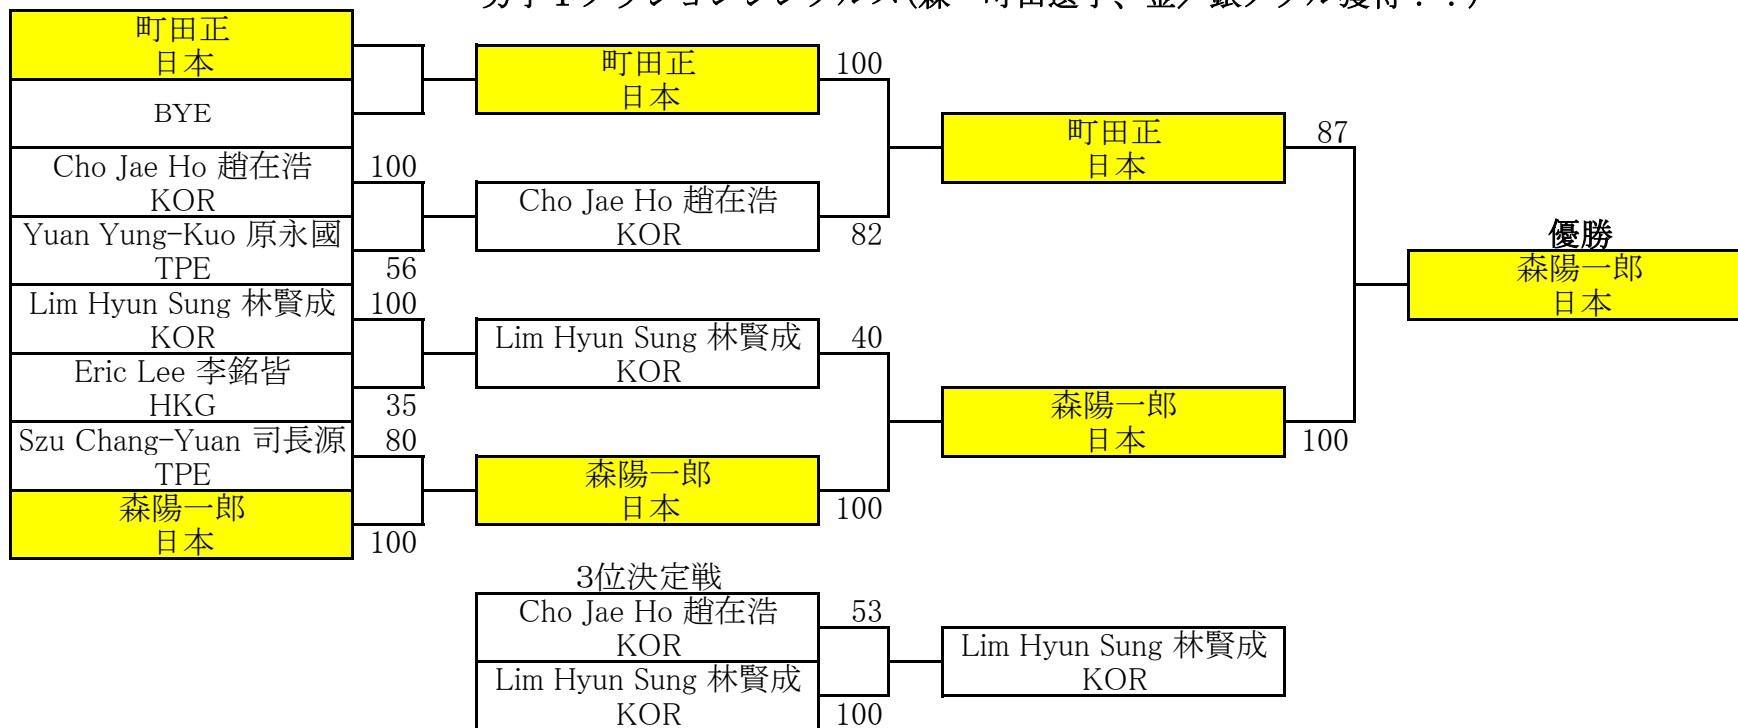 町田正
日本
BYE
Cho Jae Ho 趙在浩
KOR
100
Yuan Yung-Kuo 原永國
TPE
56
Lim Hyun Sung 林賢成
KOR
100
Eric Lee 李銘皆
HKG
35
Szu Chang-Yuan 司長源
TPE
80
森陽一郎
日本
100
町田正
日本
100
Cho Jae Ho 趙在浩
KOR
82
Lim Hyun Sung 林賢成
KOR
40
森陽一郎
日本
100
町田正
日本
87
森陽一郎
日本
100
優勝
森陽一郎
日本
3位決定戦
Cho Jae Ho 趙在浩
KOR
53
Lim Hyun Sung 林賢成
KOR
100
Lim Hyun Sung 林賢成
KOR